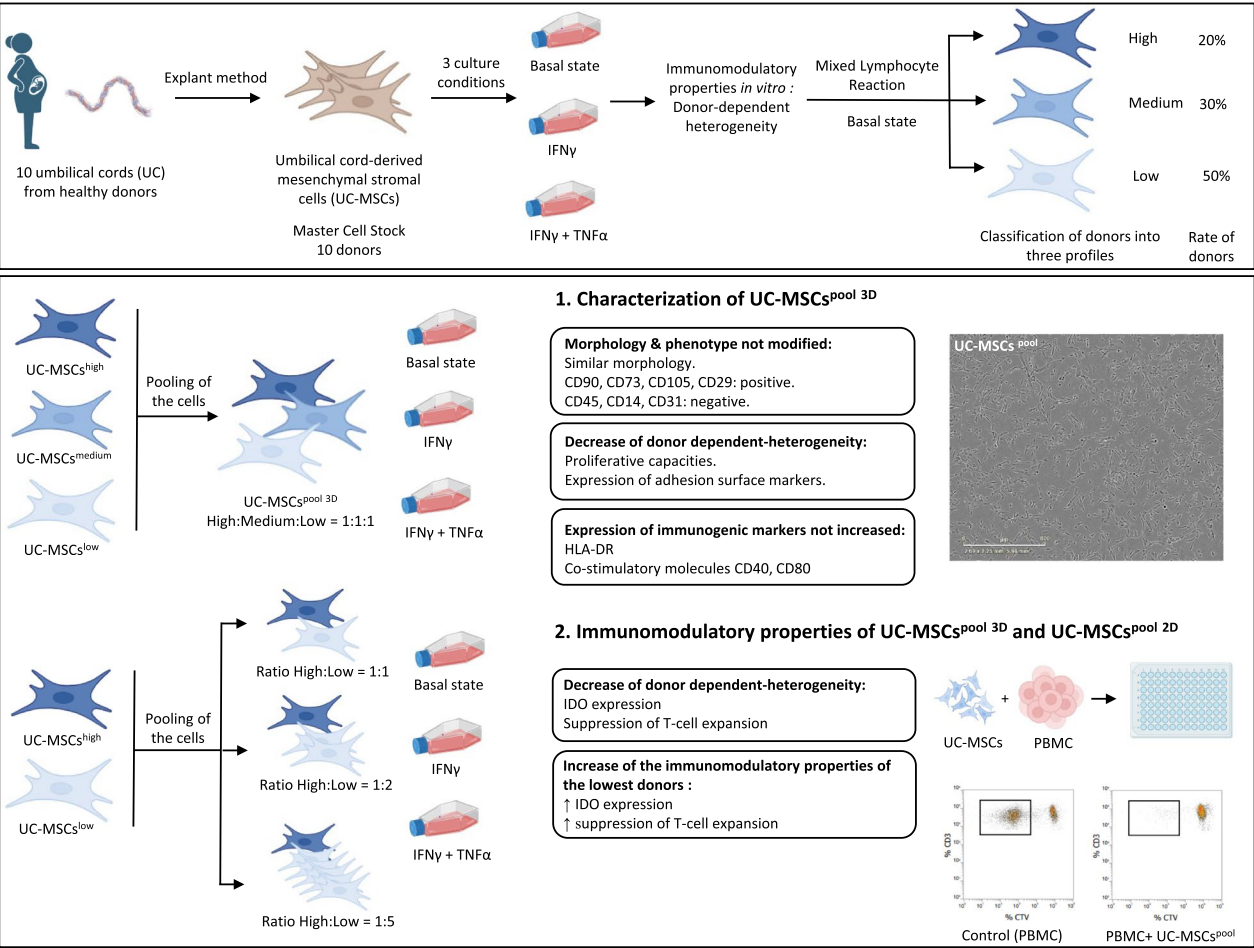 10 umbilical cords (UC)
from healthy donors
Explant method
Umbilical cord-derived
mesenchymal stromal
cells (UC-MSCs)
Master Cell Stock
10 donors
3 culture
conditions
Basal state
IFNγ
IFNγ + TNFα
Immunomodulatory
properties in vitro :
Donor-dependent
heterogeneity
Mixed Lymphocyte
Reaction
Basal state
High 20%
Medium 30%
Low 50%
Classification of donors into
three profiles
Rate of
donors
UC-MSCshigh
UC-MSCsmedium
UC-MSCslow
Pooling of
the cells
UC-MSCspool 3D
High:Medium:Low = 1:1:1
Basal state
IFNγ
IFNγ + TNFα
UC-MSCshigh
UC-MSCslow
Pooling of
the cells
Ratio High:Low = 1:1
Ratio High:Low = 1:2
Ratio High:Low = 1:5
Basal state
IFNγ
IFNγ + TNFα
1. Characterization of UC-MSCspool 3D
Morphology & phenotype not modified:
Similar morphology.
CD90, CD73, CD105, CD29: positive.
CD45, CD14, CD31: negative.
Decrease of donor dependent-heterogeneity:
Proliferative capacities.
Expression of adhesion surface markers.
Expression of immunogenic markers not increased:
HLA-DR
Co-stimulatory molecules CD40, CD80
UC-MSCs pool
2. Immunomodulatory properties of UC-MSCspool 3D and UC-MSCspool 2D
Decrease of donor dependent-heterogeneity:
IDO expression
Suppression of T-cell expansion
Increase of the immunomodulatory properties of
the lowest donors :
↑ IDO expression
↑ suppression of T-cell expansion
UC-MSCs
+
PBMC
% CD3
% CTV
Control (PBMC)
% CD3
% CTV
PBMC+ UC-MSCspool